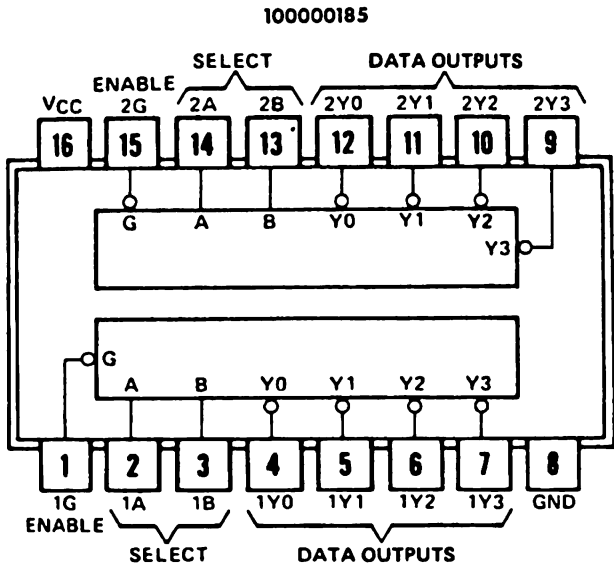 100000185
SELECT DATA OUTPUTS
ENABLE
VCC 2G 2A 2B 2Y0 2Y1 2Y2 2Y3
16 15 14 13 12 11 10 9
G A B Y0 Y1 Y2
Y3
G
A B Y0 Y1 Y2 Y3
1 2 3 4 5 6 7 8
1G 1A 1B 1Y0 1Y1 1Y2 1Y3 GND
ENABLE
SELECT DATA OUTPUTS